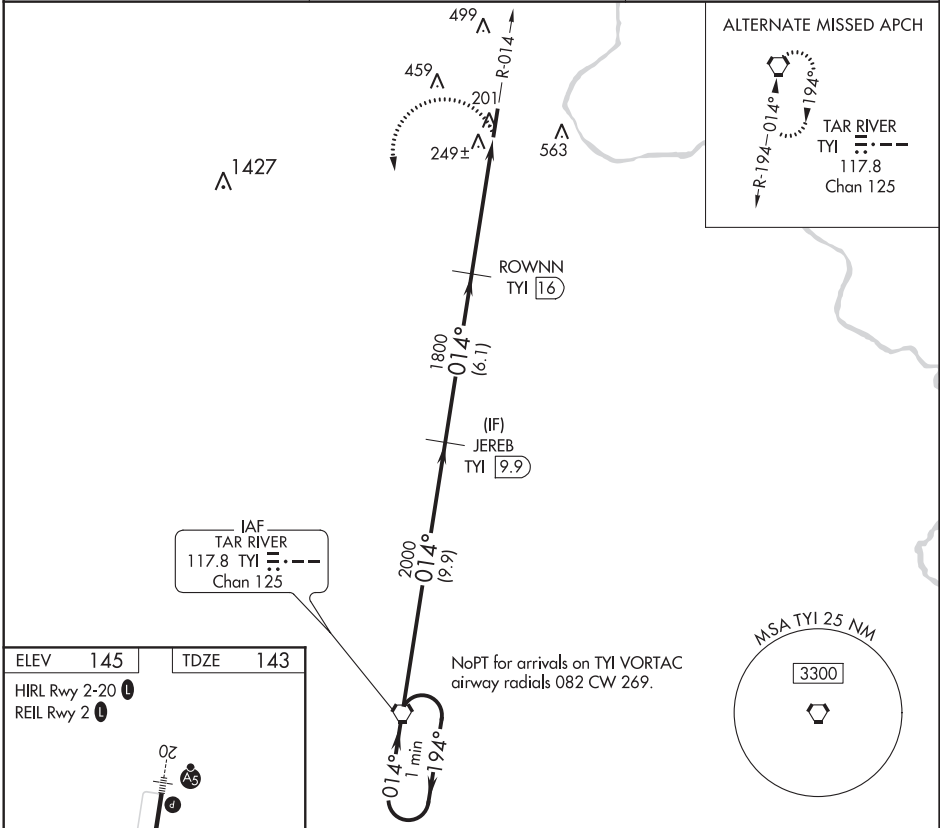 499
R-014
459
201
249±
563
1427
ALTERNATE MISSED APCH
R-194
014°
194°
TAR RIVER
TYI
117.8
Chan 125
ROWNN
TYI 16
1800
014°
(6.1)
(IF)
JEREB
TYI 9.9
IAF
TAR RIVER
117.8 TYI
Chan 125
2000
014°
(9.9)
NoPT for arrivals on TYI VORTAC
airway radials 082 CW 269.
014°
1 min
194°
MSA TYI 25 NM
3300
ELEV 145
TDZE 143
HIRL Rwy 2-20 L
REIL Rwy 2 L
20
A5
P